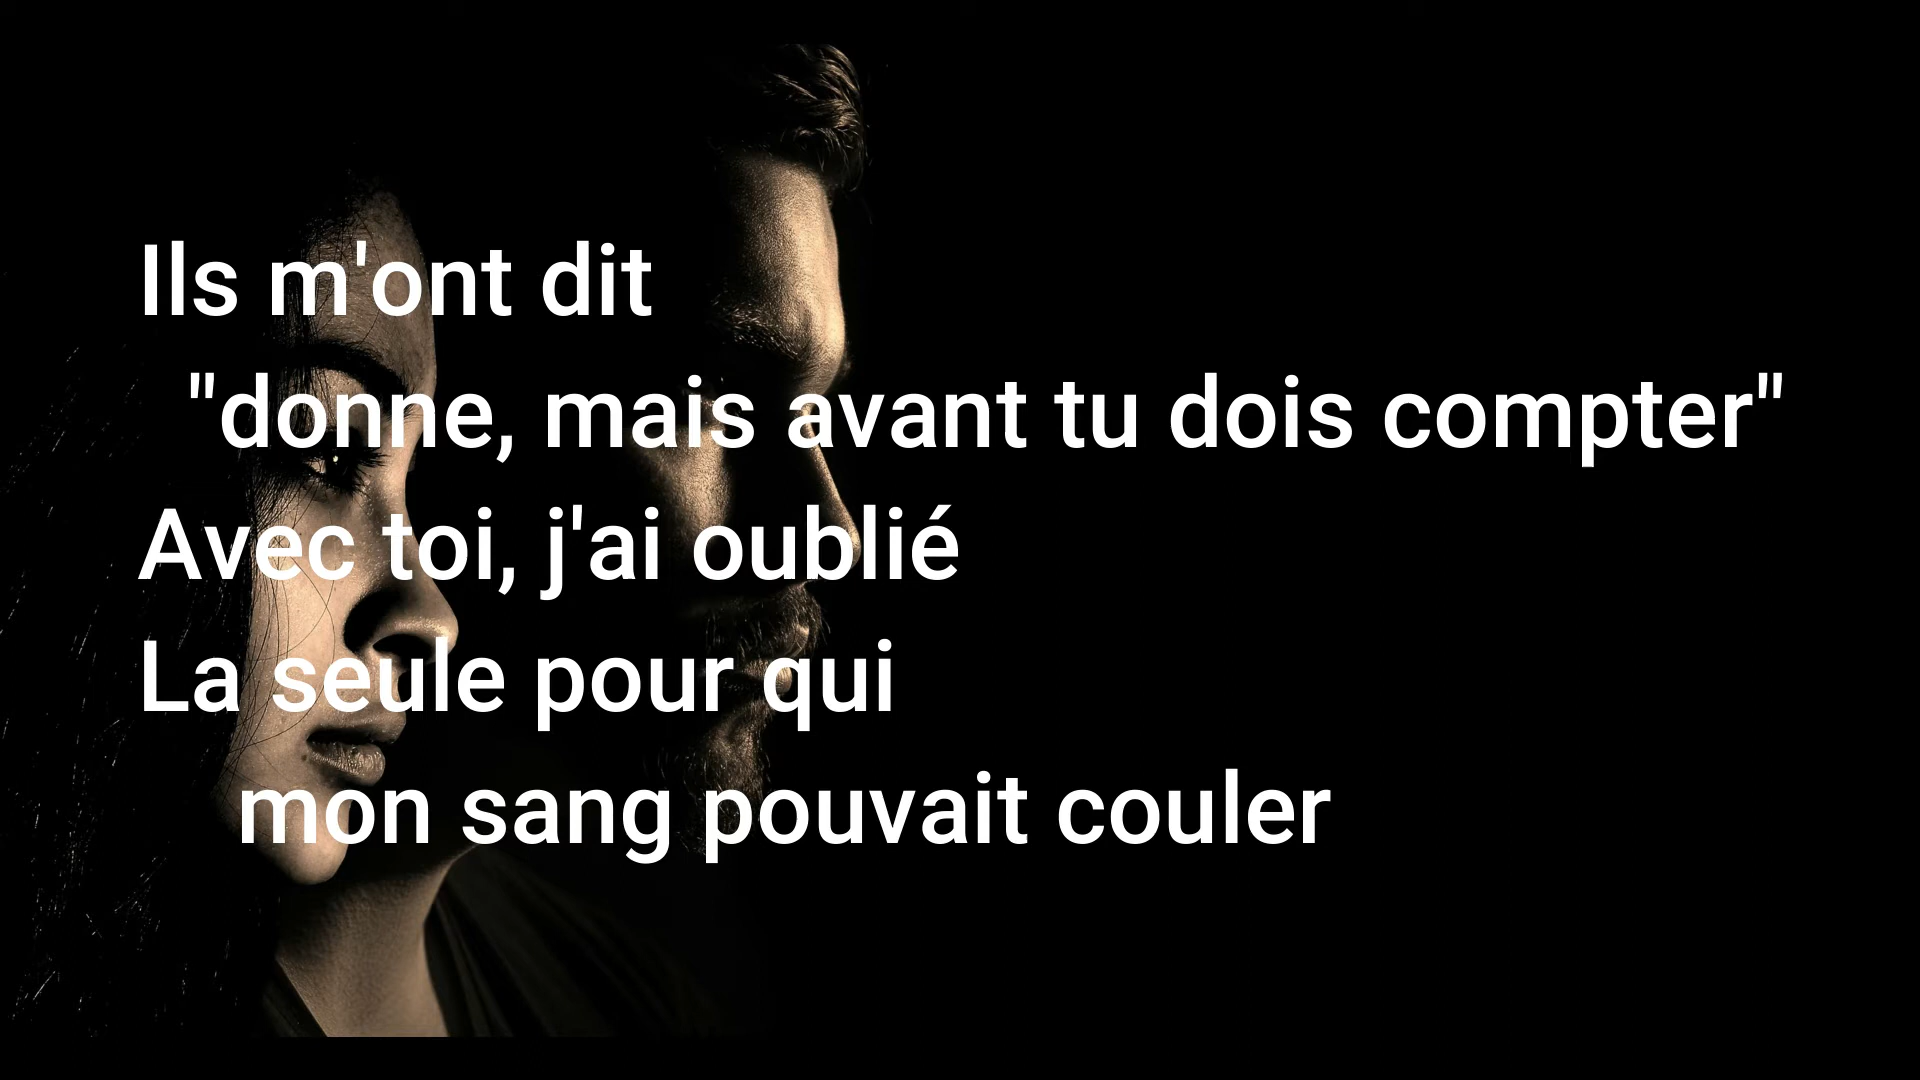 Ils m'ont dit
"donne, mais avant tu dois compter"
Avec toi, j'ai oublié
La seule pour qui
mon sang pouvait couler